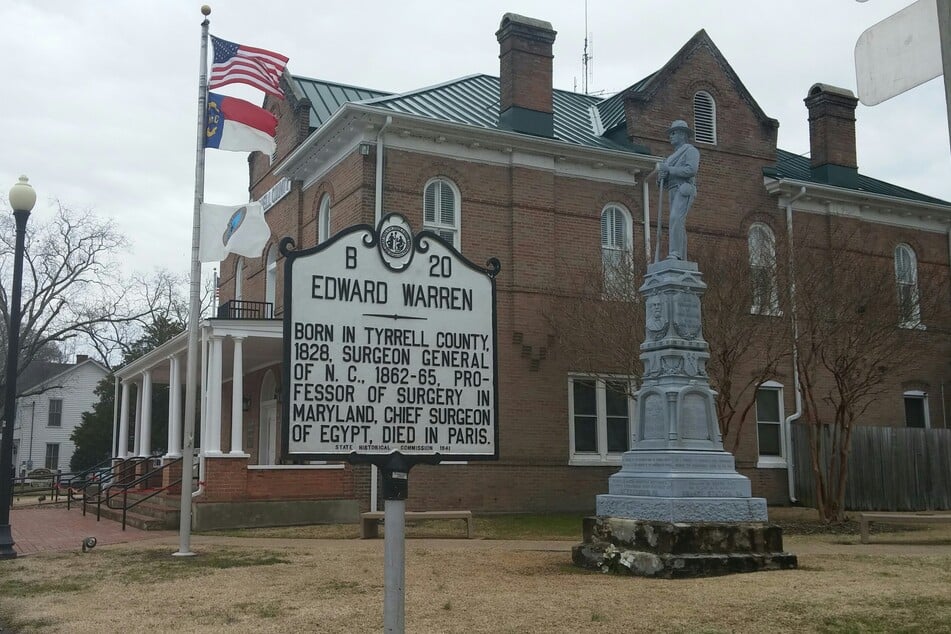 B 20
EDWARD WARREN
BORN IN TYRRELL COUNTY,
1828, SURGEON GENERAL
OF N. C., 1862-65, PRO-
FESSOR OF SURGERY IN
MARYLAND, CHIEF SURGEON
OF EGYPT, DIED IN PARIS.
STATE HISTORICAL COMMISSION 1941